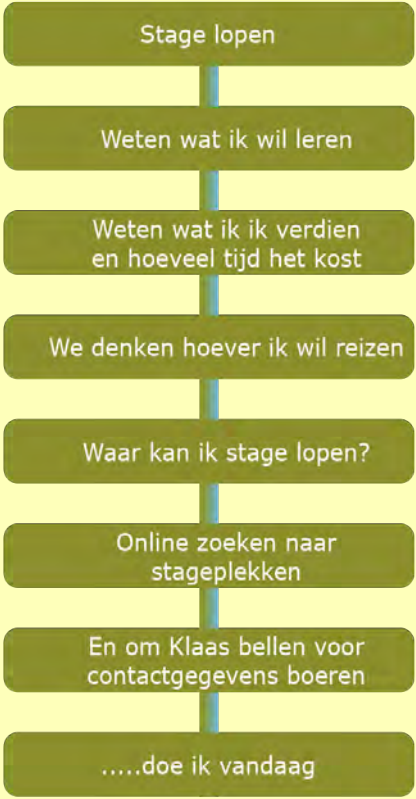 Stage lopen
Weten wat ik wil leren
Weten wat ik ik verdien
en hoeveel tijd het kost
We denken hoever ik wil reizen
Waar kan ik stage lopen?
Online zoeken naar
stageplekken
En om Klaas bellen voor
contactgegevens boeren
.....doe ik vandaag